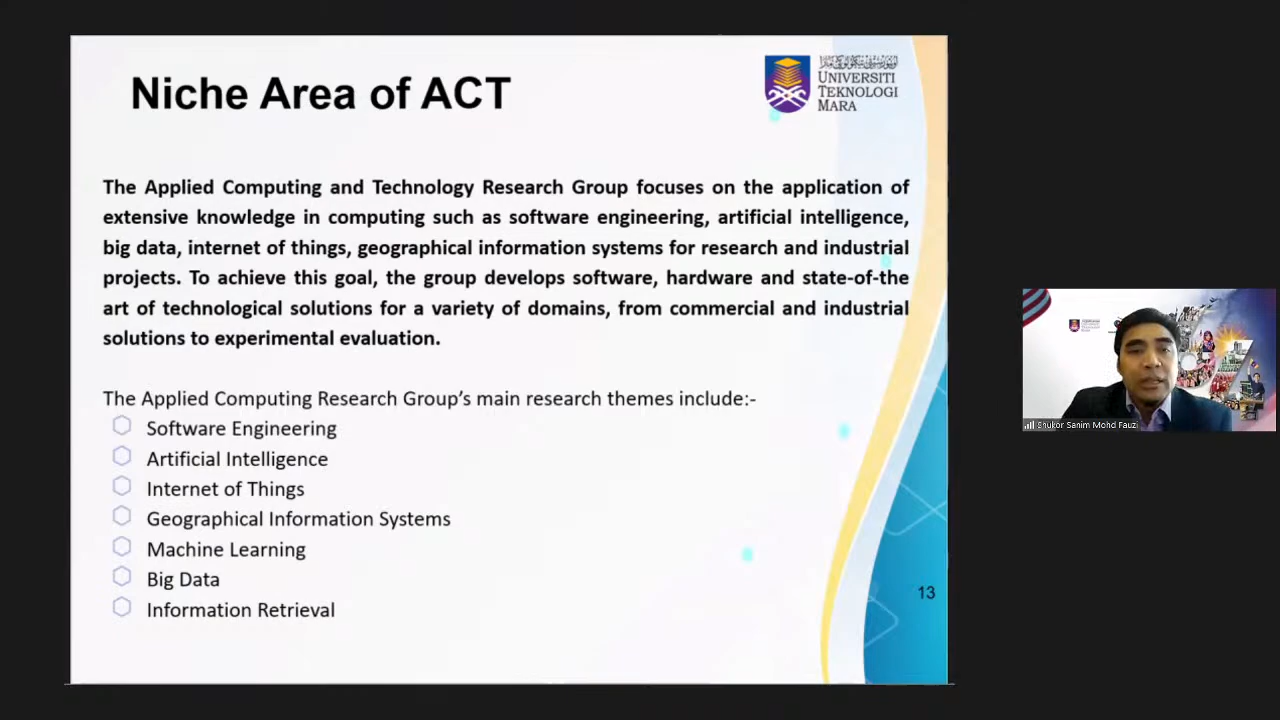 Niche Area of ACT
UNIVERSITI
TEKNOLOGI
MARA
The Applied Computing and Technology Research Group focuses on the application of
extensive knowledge in computing such as software engineering, artificial intelligence,
big data, internet of things, geographical information systems for research and industrial
projects. To achieve this goal, the group develops software, hardware and state-of-the
art of technological solutions for a variety of domains, from commercial and industrial
solutions to experimental evaluation.
The Applied Computing Research Group’s main research themes include:-
Software Engineering
Artificial Intelligence
Internet of Things
Geographical Information Systems
Machine Learning
Big Data
Information Retrieval
13
Shukor Sanim Mohd Fauzi